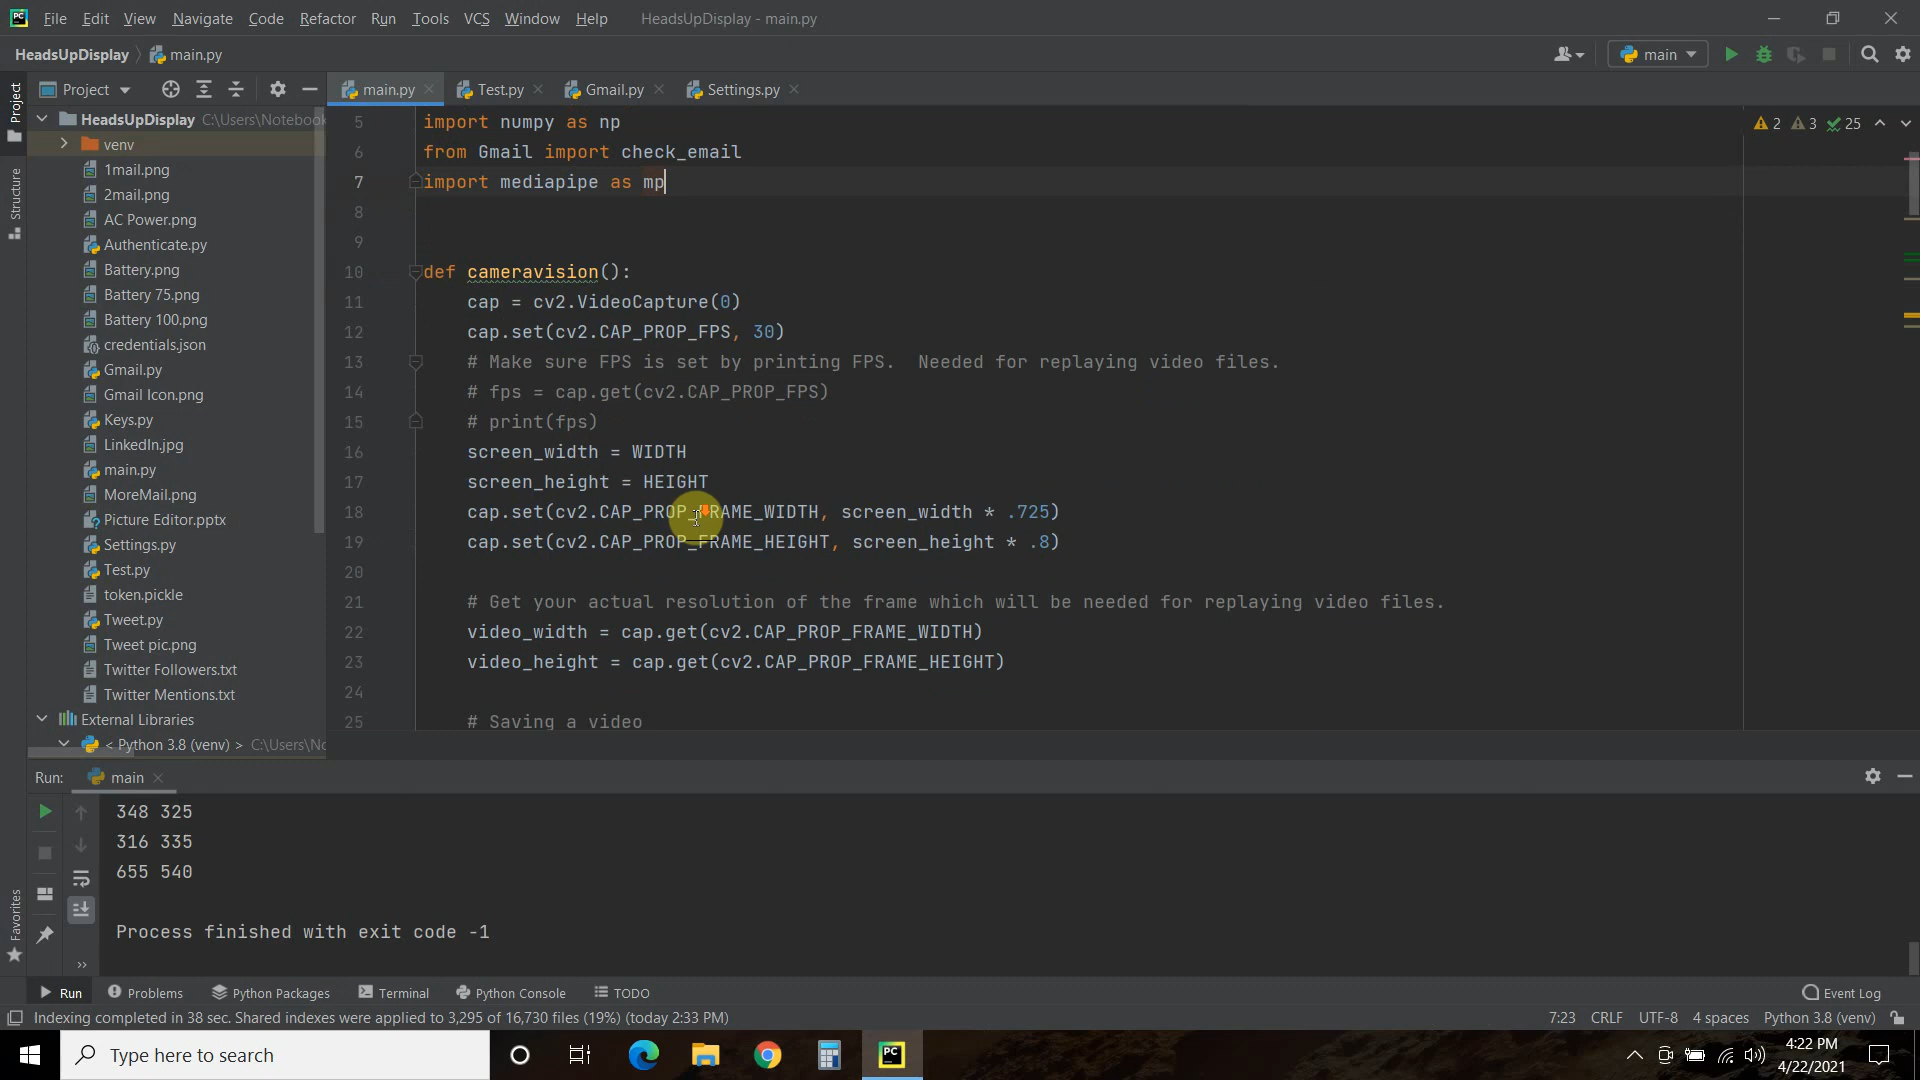 File Edit View Navigate Code Refactor Run Tools VCS Window Help HeadsUpDisplay - main.py
HeadsUpDisplay main.py
main
Project
main.py Test.py Gmail.py Settings.py
Project
Structure
Favorites
HeadsUpDisplay C:\Users\Notebook
venv
1mail.png
2mail.png
AC Power.png
Authenticate.py
Battery.png
Battery 75.png
Battery 100.png
credentials.json
Gmail.py
Gmail Icon.png
Keys.py
LinkedIn.jpg
main.py
MoreMail.png
Picture Editor.pptx
Settings.py
Test.py
token.pickle
Tweet.py
Tweet pic.png
Twitter Followers.txt
Twitter Mentions.txt
External Libraries
< Python 3.8 (venv) > C:\Users\No
2 3 25
5 import numpy as np
6 from Gmail import check_email
7 import mediapipe as mp
8
9
10 def cameravision():
11 cap = cv2.VideoCapture(0)
12 cap.set(cv2.CAP_PROP_FPS, 30)
13 # Make sure FPS is set by printing FPS.  Needed for replaying video files.
14 # fps = cap.get(cv2.CAP_PROP_FPS)
15 # print(fps)
16 screen_width = WIDTH
17 screen_height = HEIGHT
18 cap.set(cv2.CAP_PROP_FRAME_WIDTH, screen_width * .725)
19 cap.set(cv2.CAP_PROP_FRAME_HEIGHT, screen_height * .8)
20
21 # Get your actual resolution of the frame which will be needed for replaying video files.
22 video_width = cap.get(cv2.CAP_PROP_FRAME_WIDTH)
23 video_height = cap.get(cv2.CAP_PROP_FRAME_HEIGHT)
24
25 # Saving a video
Run: main
348 325
316 335
655 540
Process finished with exit code -1
Run Problems Python Packages Terminal Python Console TODO Event Log
Indexing completed in 38 sec. Shared indexes were applied to 3,295 of 16,730 files (19%) (today 2:33 PM) 7:23 CRLF UTF-8 4 spaces Python 3.8 (venv)
Type here to search
4:22 PM
4/22/2021